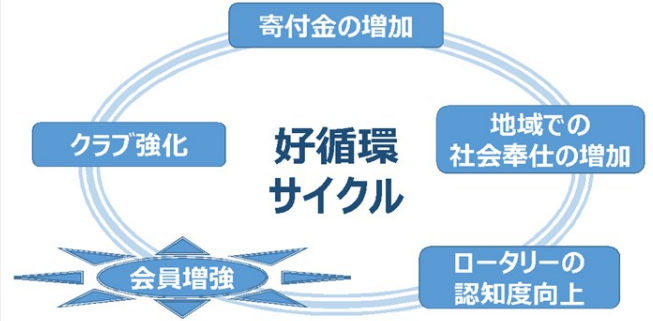 寄付金の増加
地域での
社会奉仕の増加
クラブ強化
好循環
サイクル
ロータリーの
認知度向上
会員増強